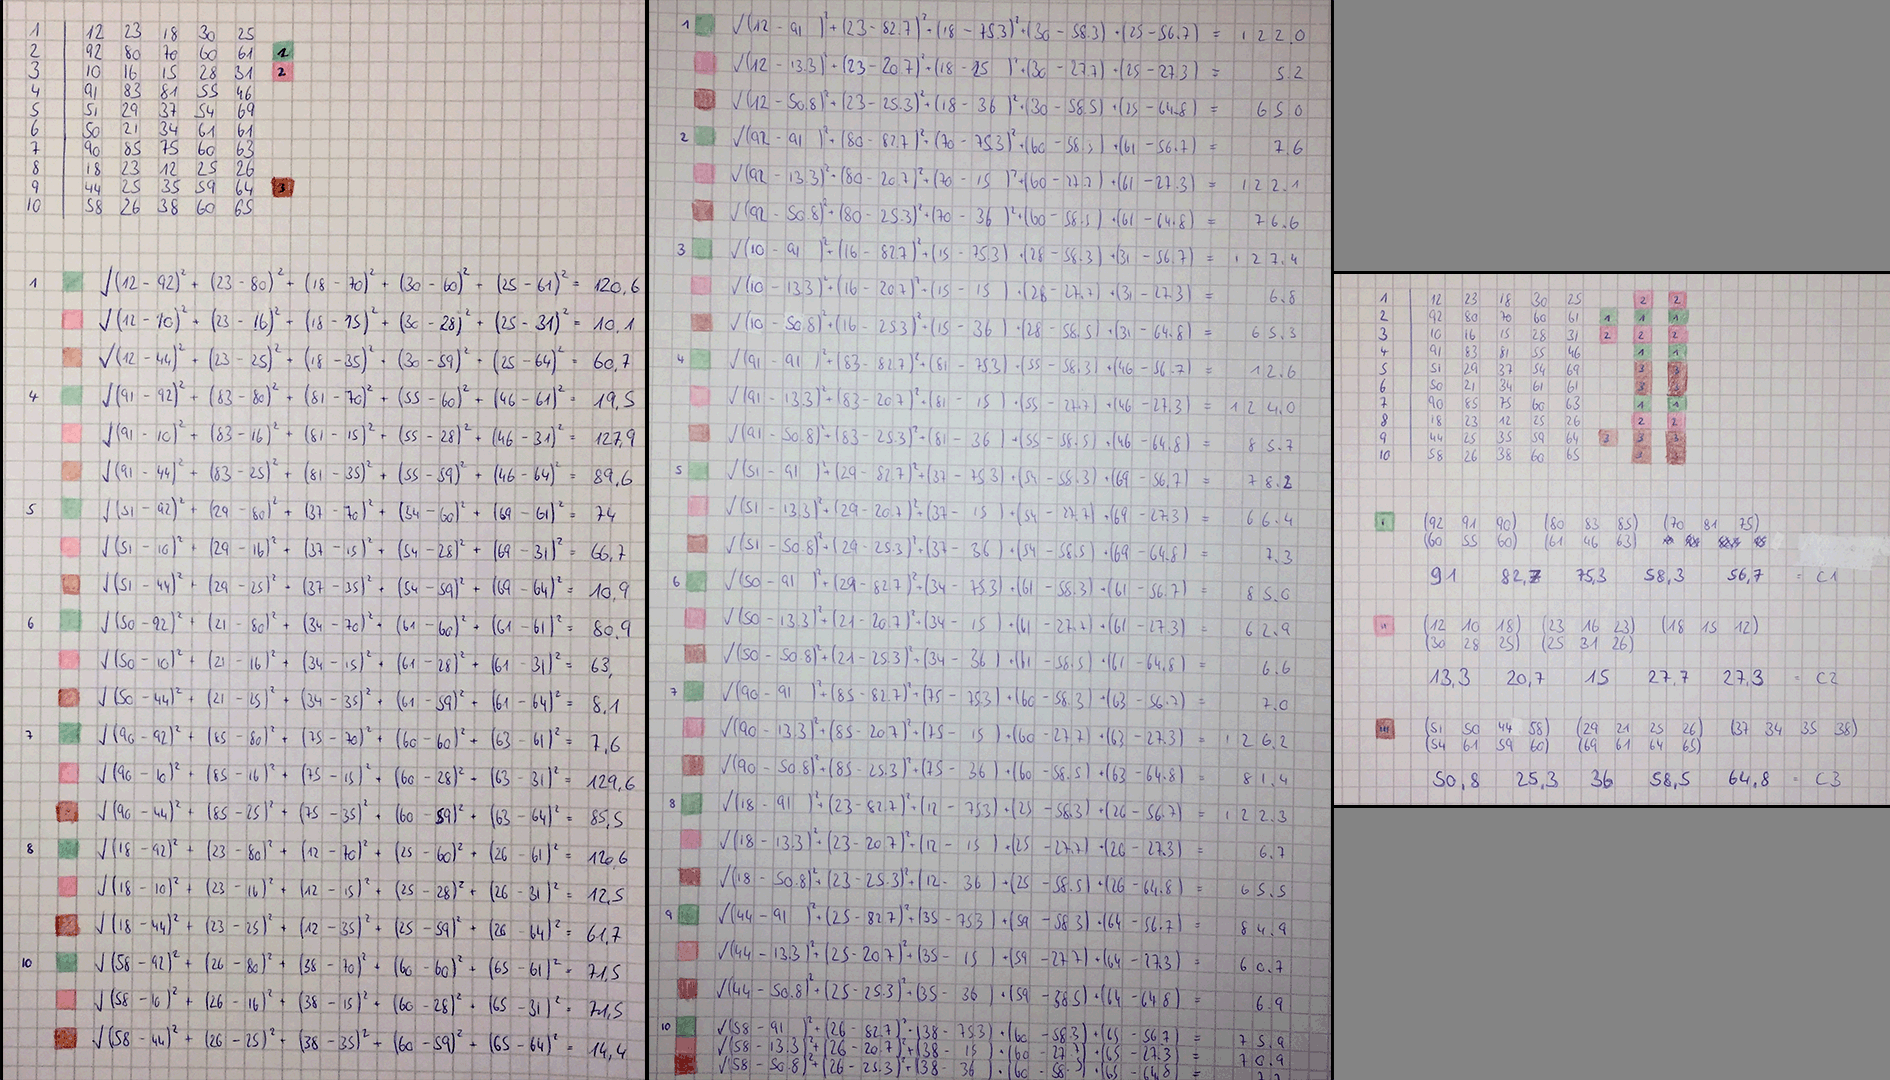 1 12 23 18 30 25
2 92 80 70 60 61 1
3 10 16 15 28 31 2
4 91 83 81 55 46
5 51 29 37 54 69
6 50 21 34 61 61
7 90 85 75 60 63
8 18 23 12 25 26
9 44 25 35 59 64 3
10 58 26 38 60 65
1 √(12-92)² + (23-80)² + (18-70)² + (30-60)² + (25-61)² = 120,6
√(12-10)² + (23-16)² + (18-15)² + (30-28)² + (25-31)² = 10,1
√(12-44)² + (23-25)² + (18-35)² + (30-59)² + (25-64)² = 60,7
4 √(91-92)² + (83-80)² + (81-70)² + (55-60)² + (46-61)² = 19,5
√(91-10)² + (83-16)² + (81-15)² + (55-28)² + (46-31)² = 127,9
√(91-44)² + (83-25)² + (81-35)² + (55-59)² + (46-64)² = 89,6
5 √(51-92)² + (29-80)² + (37-70)² + (54-60)² + (69-61)² = 74
√(51-10)² + (29-16)² + (37-15)² + (54-28)² + (69-31)² = 66,7
√(51-44)² + (29-25)² + (37-35)² + (54-59)² + (69-64)² = 10,9
6 √(50-92)² + (21-80)² + (34-70)² + (61-60)² + (61-61)² = 80,9
√(50-10)² + (21-16)² + (34-15)² + (61-28)² + (61-31)² = 63,
√(50-44)² + (21-25)² + (34-35)² + (61-59)² + (61-64)² = 8,1
7 √(90-92)² + (85-80)² + (75-70)² + (60-60)² + (63-61)² = 7,6
√(90-10)² + (85-16)² + (75-15)² + (60-28)² + (63-31)² = 129,6
√(90-44)² + (85-25)² + (75-35)² + (60-59)² + (63-64)² = 85,5
8 √(18-92)² + (23-80)² + (12-70)² + (25-60)² + (26-61)² = 120,6
√(18-10)² + (23-16)² + (12-15)² + (25-28)² + (26-31)² = 12,5
√(18-44)² + (23-25)² + (12-35)² + (25-59)² + (26-64)² = 61,7
10 √(58-92)² + (26-80)² + (38-70)² + (60-60)² + (65-61)² = 71,5
√(58-10)² + (26-16)² + (38-15)² + (60-28)² + (65-31)² = 71,5
√(58-44)² + (26-25)² + (38-35)² + (60-59)² + (65-64)² = 14,4
1 √(12-91)²+(23-82.7)²+(18-75.3)²+(30-58.3)+(25-56.7) = 122.0
√(12-13.3)²+(23-20.7)²+(18-25)²+(30-27.7)+(25-27.3) = 5.2
√(12-50.8)²+(23-25.3)²+(18-36)²+(30-58.5)+(25-64.8) = 65.0
2 √(92-91)²+(80-82.7)²+(70-75.3)²+(60-58.3)+(61-56.7) = 7.6
√(92-13.3)²+(80-20.7)²+(70-15)²+(60-27.7)+(61-27.3) = 122.1
√(92-50.8)²+(80-25.3)²+(70-36)²+(60-58.5)+(61-64.8) = 76.6
3 √(10-91)²+(16-82.7)²+(15-75.3)+(28-58.3)+(31-56.7) = 127.4
√(10-13.3)²+(16-20.7)²+(15-15)+(28-27.7)+(31-27.3) = 6.8
√(10-50.8)²+(16-25.3)²+(15-36)+(28-58.5)+(31-64.8) = 65.3
4 √(91-91)²+(83-82.7)²+(81-75.3)+(55-58.3)+(46-56.7) = 12.6
√(91-13.3)²+(83-20.7)²+(81-15)+(55-27.7)+(46-27.3) = 124.0
√(91-50.8)²+(83-25.3)²+(81-36)+(55-58.5)+(46-64.8) = 85.7
5 √(51-91)²+(29-82.7)²+(37-75.3)+(54-58.3)+(69-56.7) = 78.2
√(51-13.3)²+(29-20.7)²+(37-15)+(54-27.7)+(69-27.3) = 66.4
√(51-50.8)²+(29-25.3)²+(37-36)+(54-58.5)+(69-64.8) = 7.3
6 √(50-91)²+(21-82.7)²+(34-75.3)+(61-58.3)+(61-56.7) = 85.0
√(50-13.3)²+(21-20.7)²+(34-15)+(61-27.7)+(61-27.3) = 62.9
√(50-50.8)²+(21-25.3)²+(34-36)+(61-58.5)+(61-64.8) = 6.6
7 √(90-91)²+(85-82.7)²+(75-75.3)+(60-58.3)+(63-56.7) = 7.0
√(90-13.3)²+(85-20.7)²+(75-15)+(60-27.7)+(63-27.3) = 126.2
√(90-50.8)²+(85-25.3)²+(75-36)+(60-58.5)+(63-64.8) = 81.4
8 √(18-91)²+(23-82.7)²+(12-75.3)+(25-58.3)+(26-56.7) = 122.3
√(18-13.3)²+(23-20.7)²+(12-15)+(25-27.7)+(26-27.3) = 6.7
√(18-50.8)²+(23-25.3)²+(12-36)+(25-58.5)+(26-64.8) = 65.5
9 √(44-91)²+(25-82.7)²+(35-75.3)+(59-58.3)+(64-56.7) = 84.9
√(44-13.3)²+(25-20.7)²+(35-15)+(59-27.7)+(64-27.3) = 60.7
√(44-50.8)²+(25-25.3)²+(35-36)+(59-38.5)+(64-64.8) = 6.9
10 √(58-91)²+(26-82.7)²+(38-75.3)+(60-58.3)+(65-56.7) = 75.9
√(58-13.3)²+(26-20.7)²+(38-15)+(60-27.7)+(65-27.3) = 70.9
√(58-50.8)²+(26-25.3)²+(38-36)+(60-58.5)+(65-64.8) =
1 12 23 18 30 25 2 2
2 92 80 70 60 61 1 1 1
3 10 16 15 28 31 2 2 2
4 91 83 81 55 46 1 1
5 51 29 37 54 69 3 3
6 50 21 34 61 61 3 3
7 90 85 75 60 63 1 1
8 18 23 12 25 26 2 2
9 44 25 35 59 64 3 3 3
10 58 26 38 60 65 3 3
I (92 91 90) (80 83 85) (70 81 75)
(60 55 60) (61 46 63)
91 82,7 75,3 58,3 56,7 = C1
II (12 10 18) (23 16 23) (18 15 12)
(30 28 25) (25 31 26)
13,3 20,7 15 27,7 27,3 = C2
III (51 50 44 58) (29 21 25 26) (37 34 35 38)
(54 61 59 60) (69 61 64 65)
50,8 25,3 36 58,5 64,8 = C3